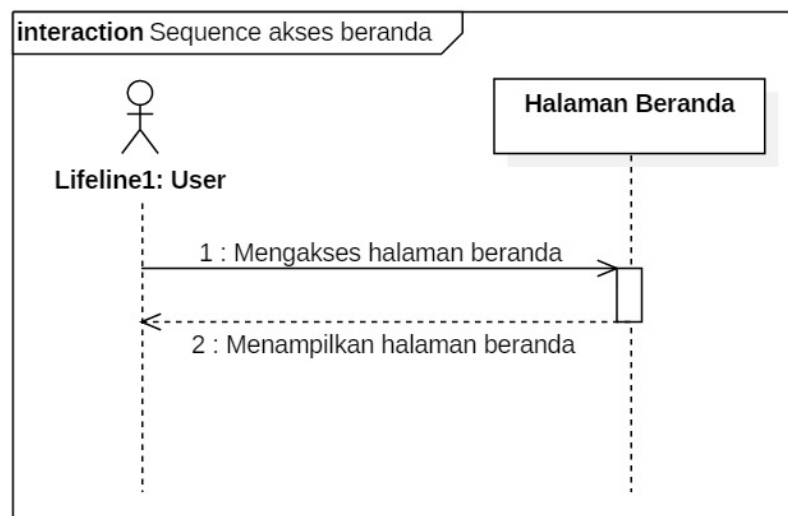 interaction Sequence akses beranda
Halaman Beranda
Lifeline1: User
1 : Mengakses halaman beranda
2 : Menampilkan halaman beranda